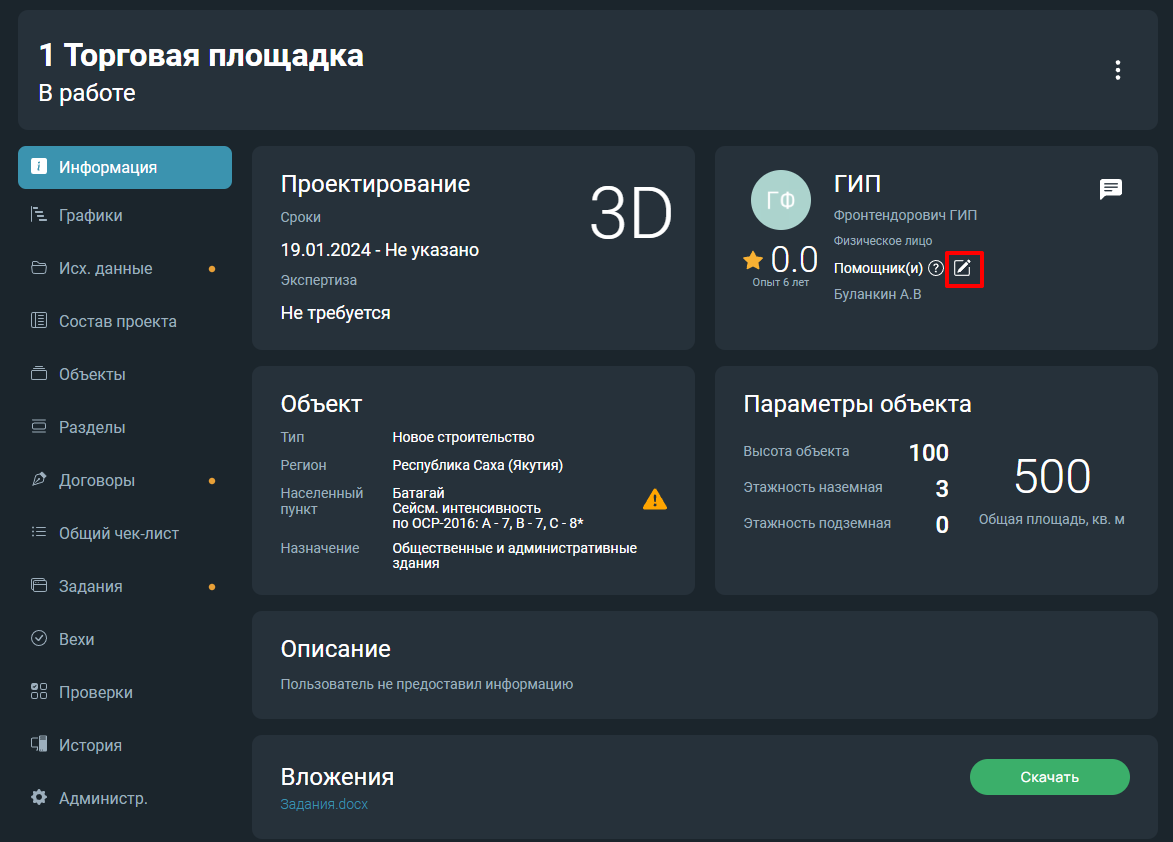 1 Торговая площадка
В работе
Информация
Графики
Исх. данные
Состав проекта
Объекты
Разделы
Договоры
Общий чек-лист
Задания
Вехи
Проверки
История
Администр.
Проектирование
Сроки
19.01.2024 - Не указано
Экспертиза
Не требуется
3D
ГФ
0.0
Опыт 6 лет
ГИП
Фронтендорович ГИП
Физическое лицо
Помощник(и) ?
Буланкин А.В
Объект
Тип Новое строительство
Регион Республика Саха (Якутия)
Населенный пункт
Батагай
Сейсм. интенсивность
по ОСР-2016: A - 7, B - 7, C - 8*
Назначение Общественные и административные
здания
Параметры объекта
Высота объекта 100
Этажность наземная 3
Этажность подземная 0
500
Общая площадь, кв. м
Описание
Пользователь не предоставил информацию
Вложения
Задания.docx
Скачать